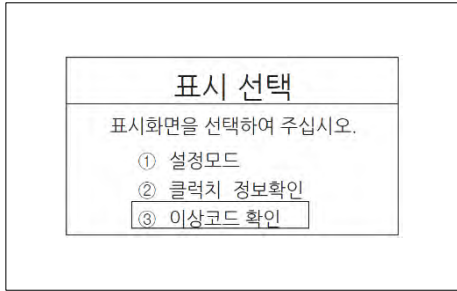 표시 선택
표시화면을 선택하여 주십시오.
① 설정모드
② 클럭치 정보확인
③ 이상코드 확인